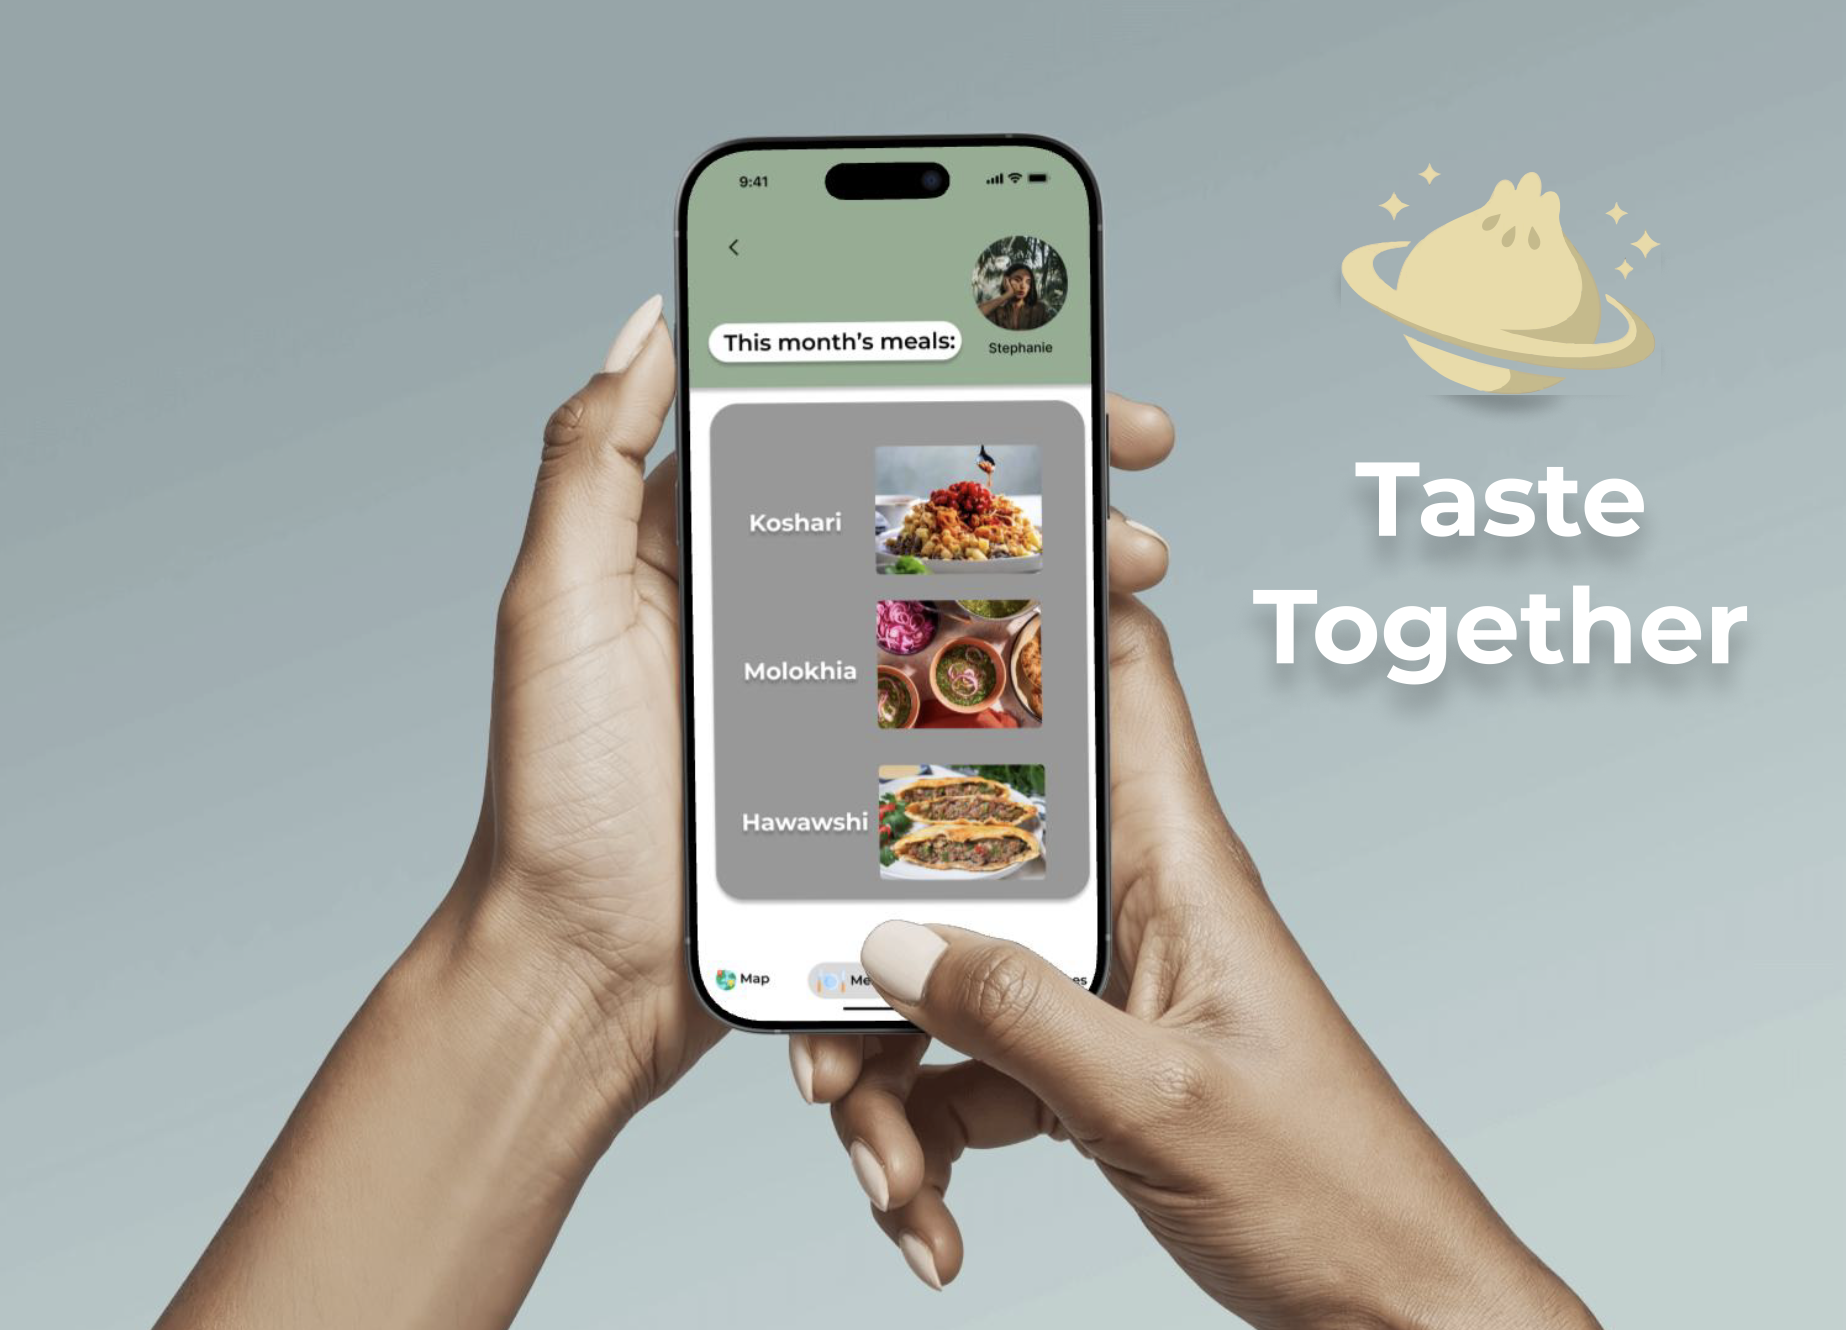 9:41
This month's meals:
Stephanie
Koshari
Molokhia
Hawawshi
Map
Taste
Together